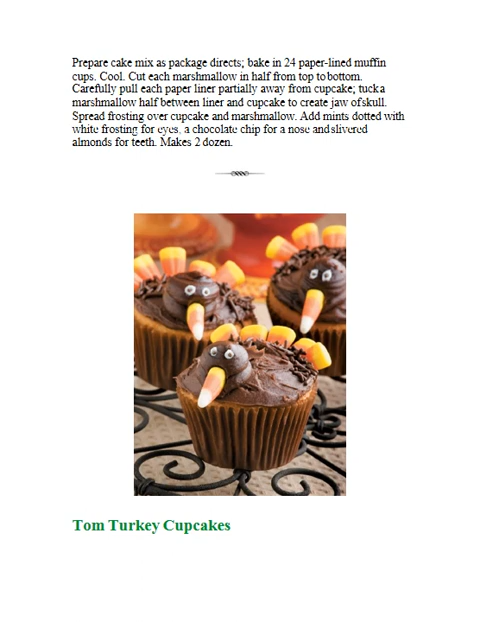 Prepare cake mix as package directs; bake in 24 paper-lined muffin
cups. Cool. Cut each marshmallow in half from top to bottom.
Carefully pull each paper liner partially away from cupcake; tuck a
marshmallow half between liner and cupcake to create jaw of skull.
Spread frosting over cupcake and marshmallow. Add mints dotted with
white frosting for eyes, a chocolate chip for a nose and slivered
almonds for teeth. Makes 2 dozen.
Tom Turkey Cupcakes